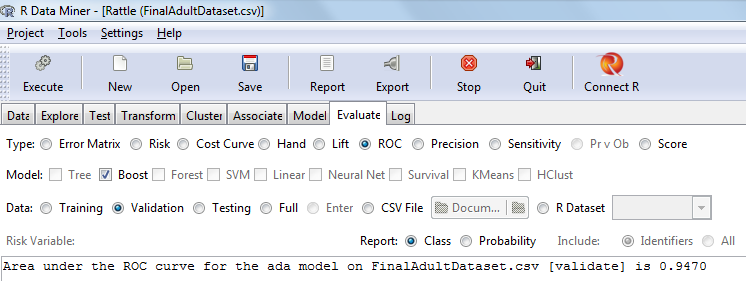 R Data Miner - [Rattle (FinalAdultDataset.csv)]
Project Tools Settings Help
Execute New Open Save Report Export Stop Quit Connect R
Data Explore Test Transform Cluster Associate Model Evaluate Log
Type: Error Matrix Risk Cost Curve Hand Lift ROC Precision Sensitivity Pr v Ob Score
Model: Tree Boost Forest SVM Linear Neural Net Survival KMeans HClust
Data: Training Validation Testing Full Enter CSV File Docum... R Dataset
Risk Variable: Report: Class Probability Include: Identifiers All
Area under the ROC curve for the ada model on FinalAdultDataset.csv [validate] is 0.9470